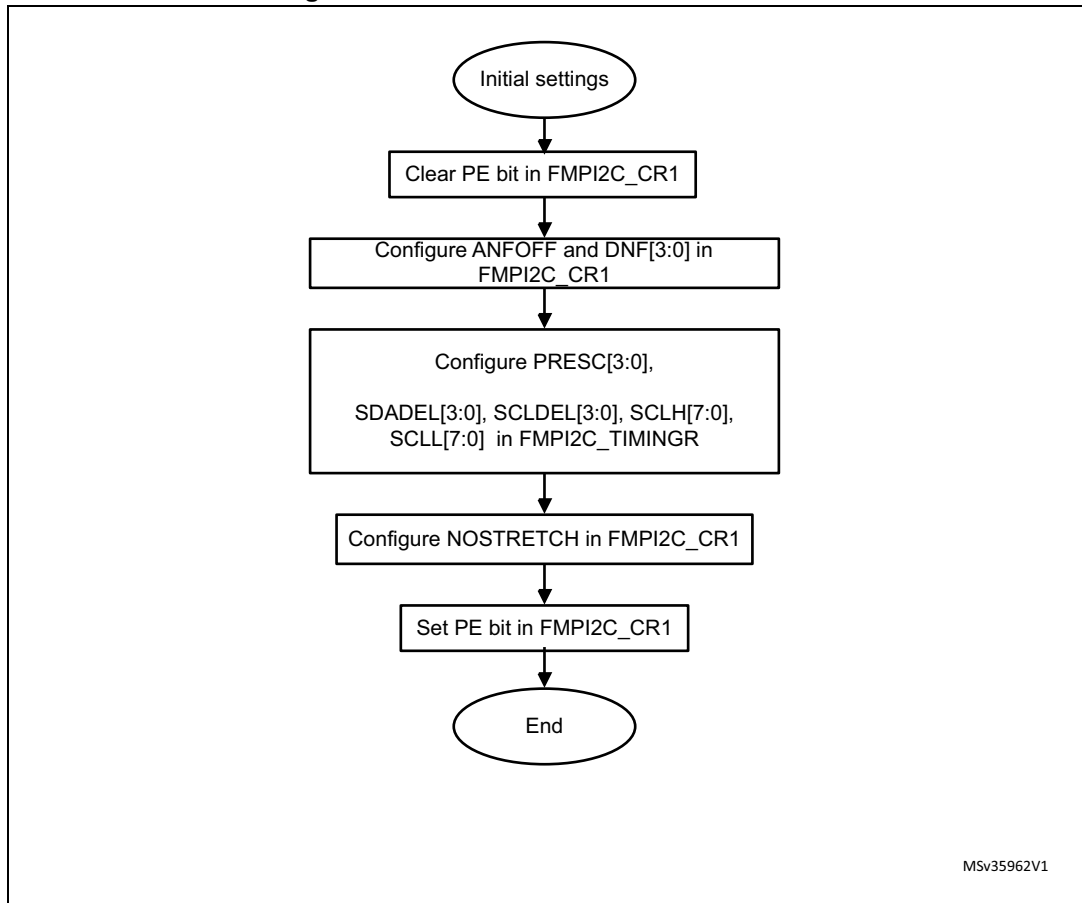 Initial settings
Clear PE bit in FMPI2C_CR1
Configure ANFOFF and DNF[3:0] in
FMPI2C_CR1
Configure PRESC[3:0],
SDADEL[3:0], SCLDEL[3:0], SCLH[7:0],
SCLL[7:0] in FMPI2C_TIMINGR
Configure NOSTRETCH in FMPI2C_CR1
Set PE bit in FMPI2C_CR1
End
MSv35962V1